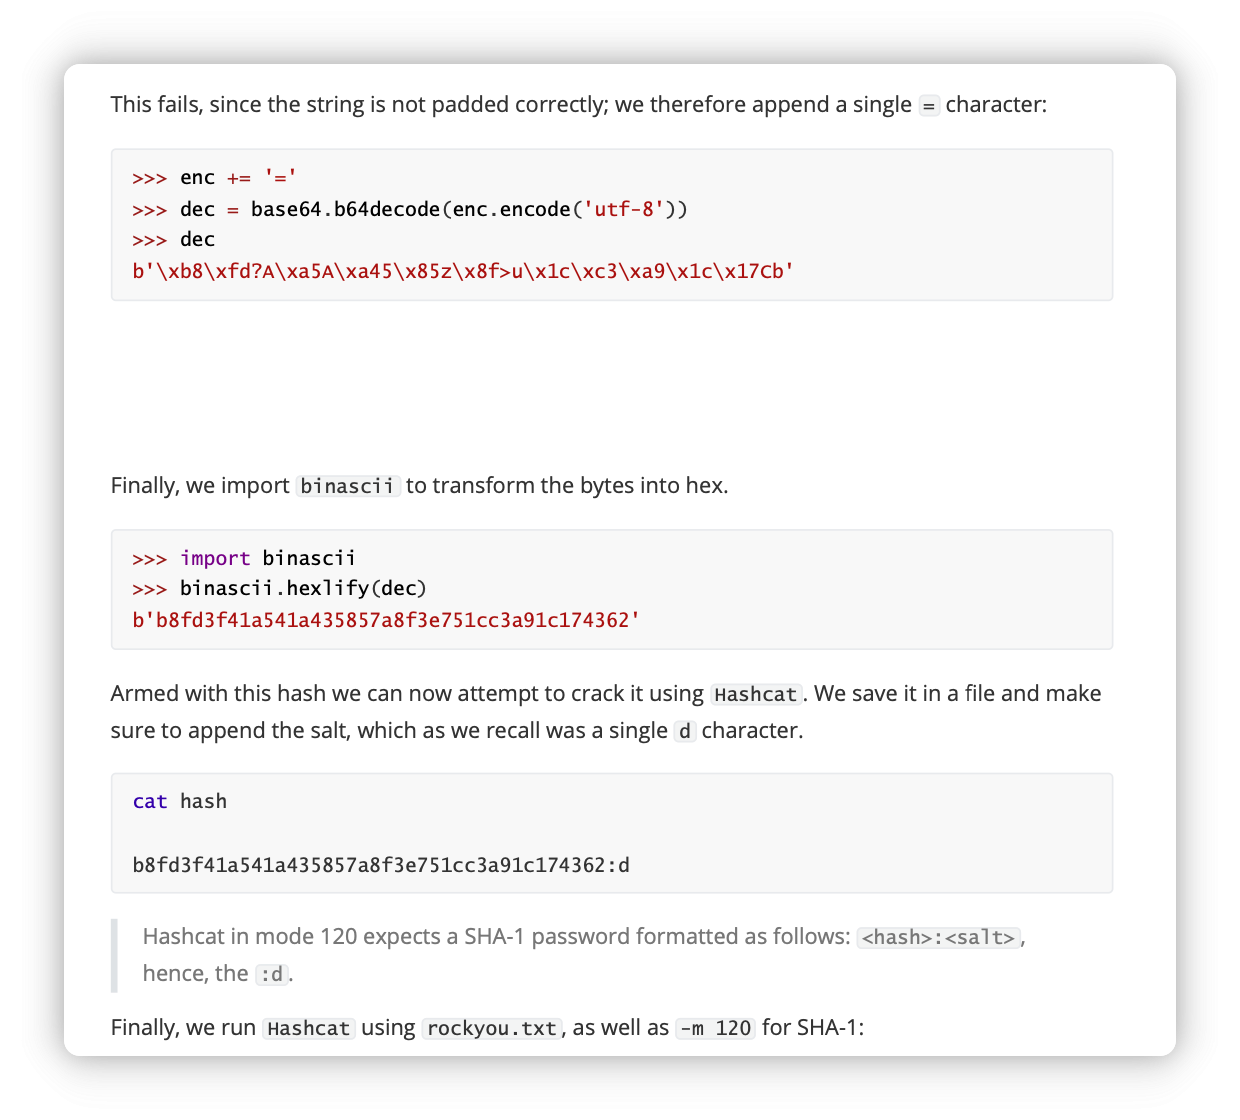 This fails, since the string is not padded correctly; we therefore append a single = character:
>>> enc += '='
>>> dec = base64.b64decode(enc.encode('utf-8'))
>>> dec
b'\xb8\xfd?A\xa5A\xa45\x85z\x8f>u\x1c\xc3\xa9\x1c\x17Cb'
Finally, we import binascii to transform the bytes into hex.
>>> import binascii
>>> binascii.hexlify(dec)
b'b8fd3f41a541a435857a8f3e751cc3a91c174362'
Armed with this hash we can now attempt to crack it using Hashcat. We save it in a file and make
sure to append the salt, which as we recall was a single d character.
cat hash
b8fd3f41a541a435857a8f3e751cc3a91c174362:d
Hashcat in mode 120 expects a SHA-1 password formatted as follows: <hash>:<salt>,
hence, the :d.
Finally, we run Hashcat using rockyou.txt, as well as -m 120 for SHA-1: